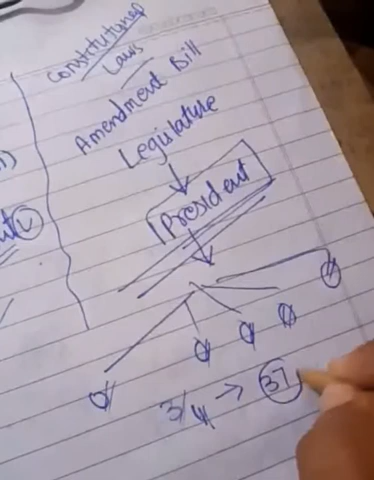 Constitutional
Laws
Amendment Bill
Legislature
President
3/4 → 37